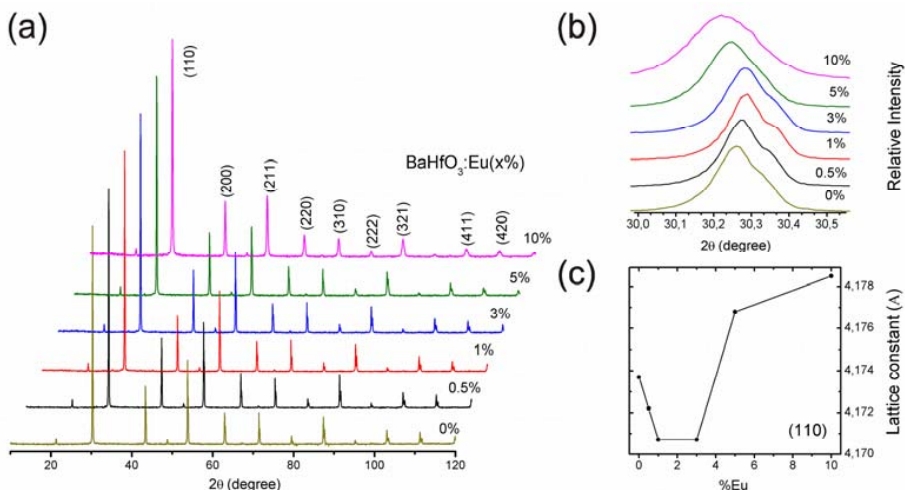 (a)
(110)
BaHfO3:Eu(x%)
(200)
(211)
(220)
(310)
(222)
(321)
(411)
(420)
10%
5%
3%
1%
0.5%
0%
20 40 60 80 100 120
2θ (degree)
(b)
10%
5%
3%
1%
0.5%
0%
Relative Intensity
30,0 30,1 30,2 30,3 30,4 30,5
2θ (degree)
(c)
4,178
4,176
4,174
4,172
4,170
Lattice constant (A)
(110)
0 2 4 6 8 10
%Eu